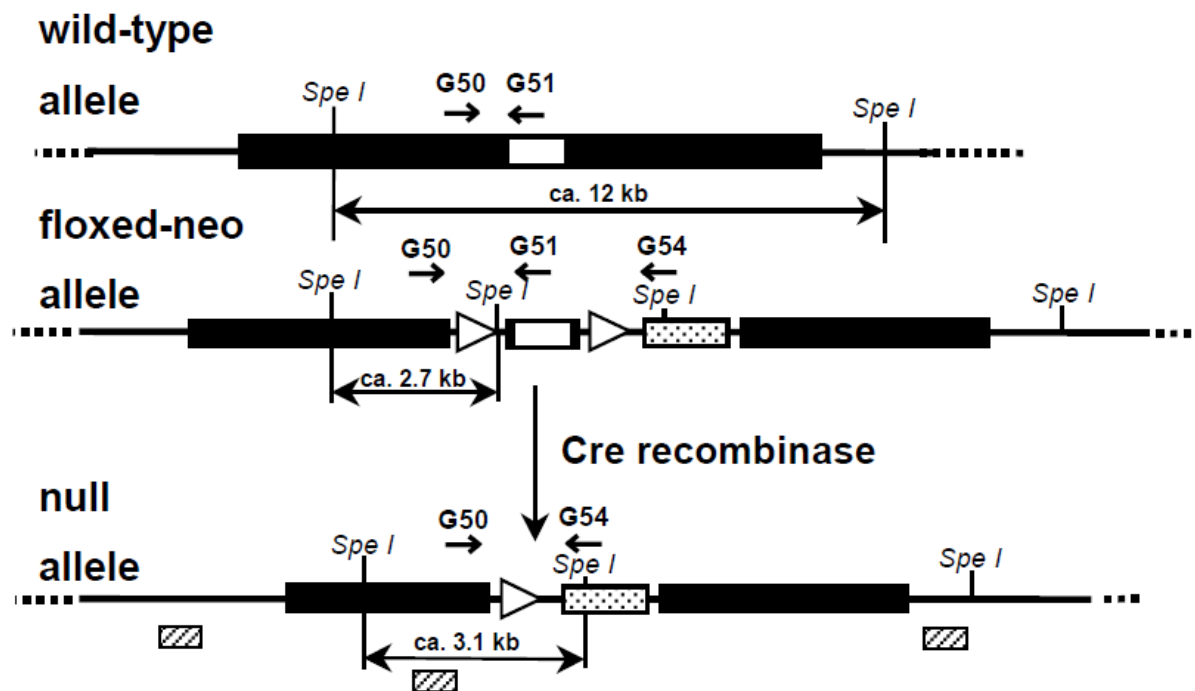 wild-type
G50 G51
allele Spe I Spe I
ca. 12 kb
floxed-neo
G50 G51 G54
allele Spe I Spe I Spe I Spe I
ca. 2.7 kb
Cre recombinase
null
G50 G54
allele Spe I Spe I Spe I
ca. 3.1 kb